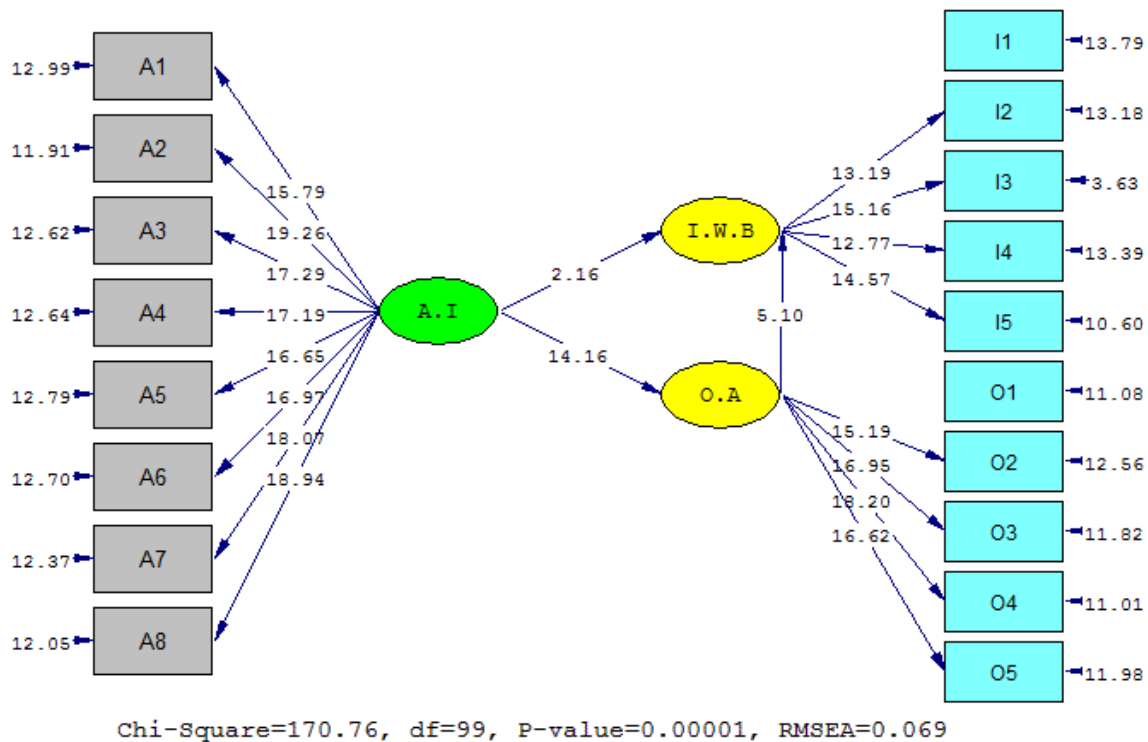 12.99
A1
11.91
A2
12.62
A3
12.64
A4
12.79
A5
12.70
A6
12.37
A7
12.05
A8
15.79
19.26
17.29
17.19
16.65
16.97
18.07
18.94
A.I
2.16
14.16
I.W.B
5.10
O.A
13.19
15.16
12.77
14.57
15.19
16.95
18.20
16.62
I1
13.79
I2
13.18
I3
3.63
I4
13.39
I5
10.60
O1
11.08
O2
12.56
O3
11.82
O4
11.01
O5
11.98
Chi-Square=170.76, df=99, P-value=0.00001, RMSEA=0.069